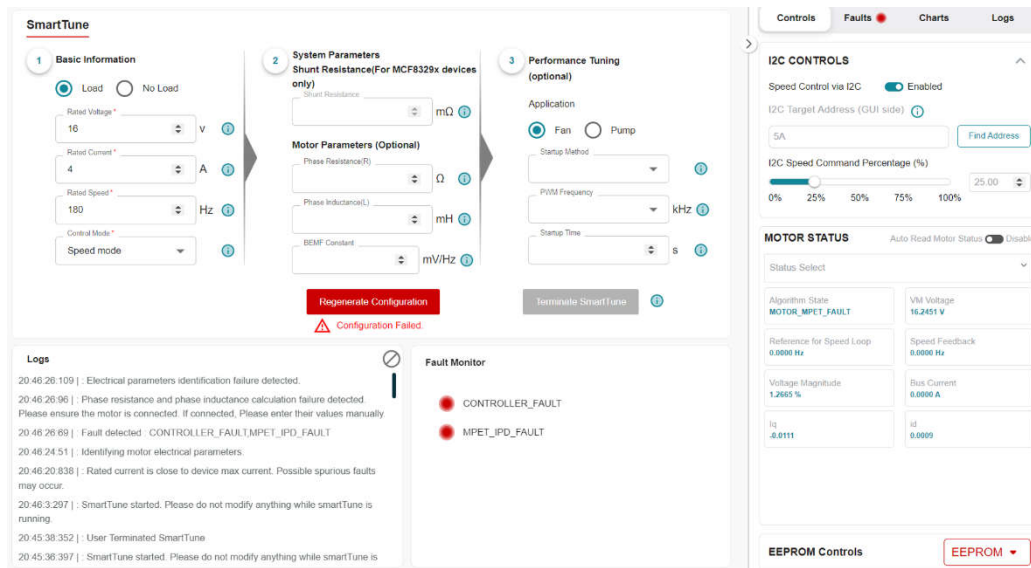 SmartTune
1
Basic Information
Load
No Load
Rated Voltage *
16
v
Rated Current *
4
A
Rated Speed *
180
Hz
Control Mode *
Speed mode
2
System Parameters
Shunt Resistance(For MCF8329x devices
only)
Shunt Resistance
mΩ
Motor Parameters (Optional)
Phase Resistance(R)
Ω
Phase Inductance(L)
mH
BEMF Constant
mV/Hz
3
Performance Tuning
(optional)
Application
Fan
Pump
Startup Method
PWM Frequency
kHz
Startup Time
s
Regenerate Configuration
Configuration Failed.
Terminate SmartTune
Logs
20:46:26:109 | : Electrical parameters identification failure detected.
20:46:26:96 | : Phase resistance and phase inductance calculation failure detected.
Please ensure the motor is connected. If connected, Please enter their values manually.
20:46:26:69 | : Fault detected : CONTROLLER_FAULT,MPET_IPD_FAULT
20:46:24:51 | : Identifying motor electrical parameters.
20:46:20:838 | : Rated current is close to device max current. Possible spurious faults
may occur.
20:46:3:297 | : SmartTune started. Please do not modify anything while smartTune is
running.
20:45:38:352 | : User Terminated SmartTune
20:45:36:397 | : SmartTune started. Please do not modify anything while smartTune is
Fault Monitor
CONTROLLER_FAULT
MPET_IPD_FAULT
Controls
Faults
Charts
Logs
I2C CONTROLS
Speed Control via I2C
Enabled
I2C Target Address (GUI side)
5A
Find Address
I2C Speed Command Percentage (%)
25.00
0% 25% 50% 75% 100%
MOTOR STATUS
Auto Read Motor Status
Disabl
Status Select
Algorithm State
MOTOR_MPET_FAULT
VM Voltage
16.2451 V
Reference for Speed Loop
0.0000 Hz
Speed Feedback
0.0000 Hz
Voltage Magnitude
1.2665 %
Bus Current
0.0000 A
Iq
-0.0111
id
0.0009
EEPROM Controls
EEPROM